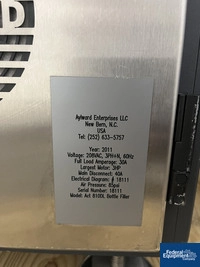 Aylward Enterprises LLC
New Bern, N.C.
USA
Tel: (252) 633-5757
Year: 2011
Voltage: 208VAC, 3PH+N, 60Hz
Full Load Amperage: 30A
Largest Motor: 3HP
Main Disconnect: 40A
Electrical Diagram: # 18111
Air Pressure: 85psi
Serial Number: 18111
Model: Act 8100L Bottle Filler
Federal Equipment
Company